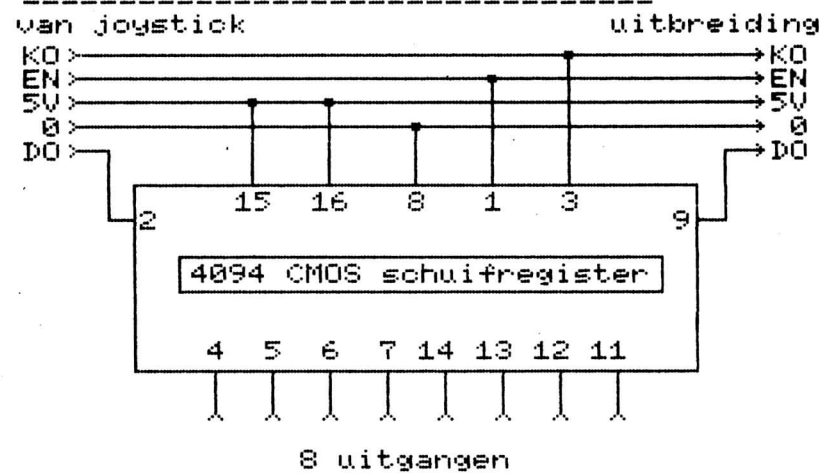 van joystick uitbreiding
KO KO
EN EN
5V 5V
0 0
DO DO
15 16 8 1 3
2 9
4094 CMOS schuifregister
4 5 6 7 14 13 12 11
8 uitgangen